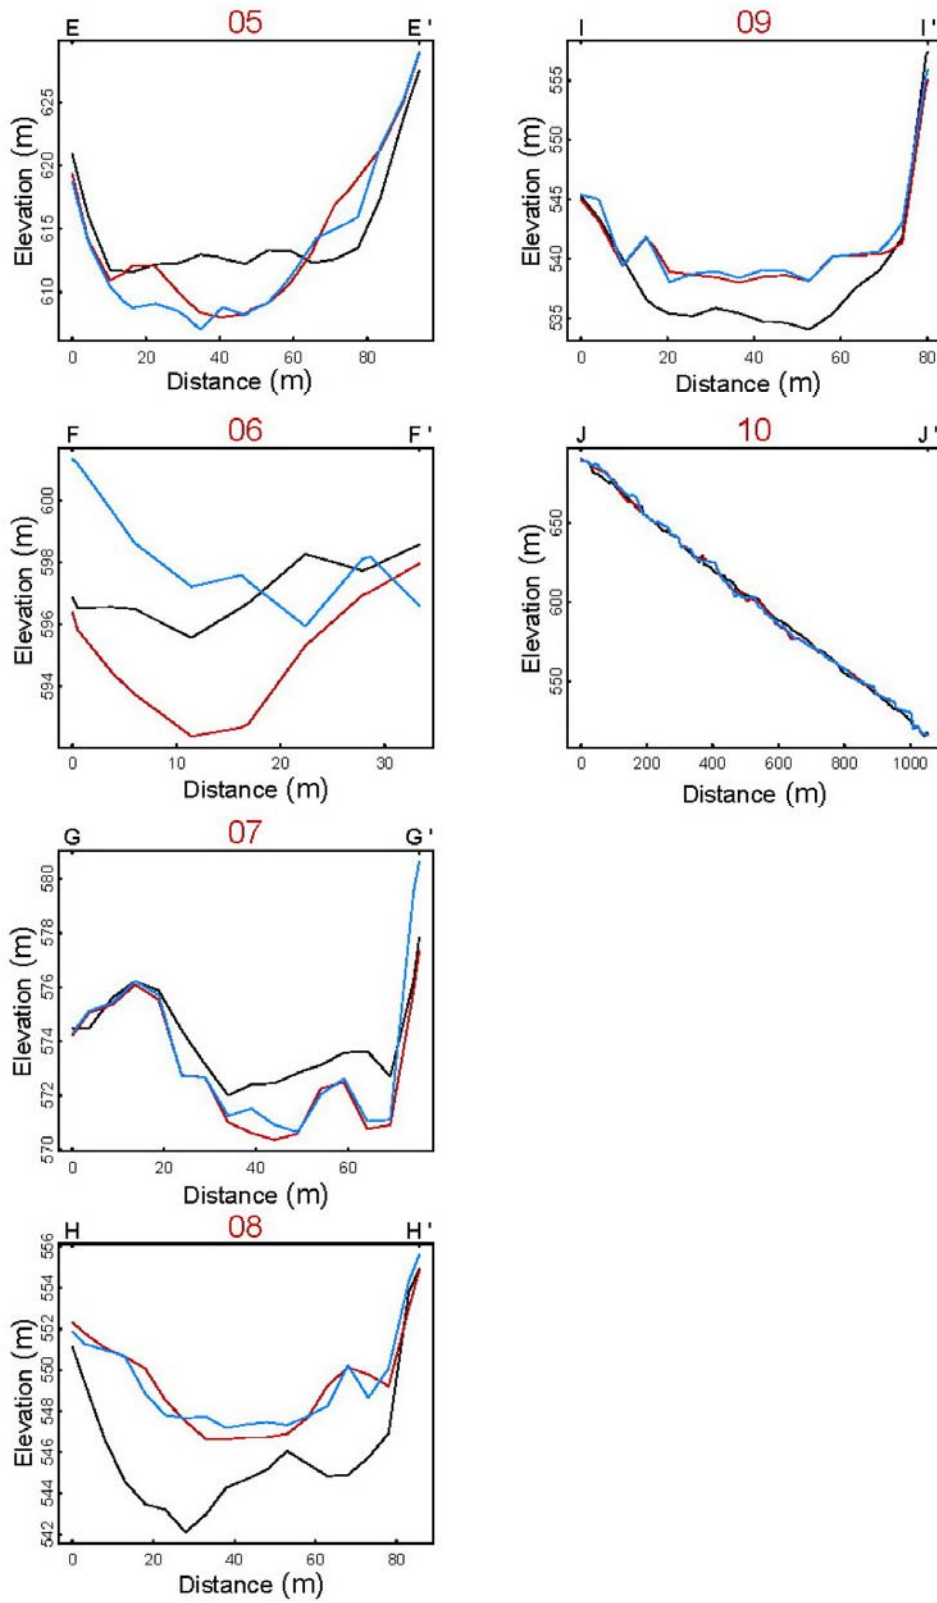 E 05 E'
Elevation (m)
625
620
615
610
0 20 40 60 80
Distance (m)
I 09 I'
Elevation (m)
555
545
540
535
0 20 40 60 80
Distance (m)
F 06 F'
Elevation (m)
600
598
596
594
0 10 20 30
Distance (m)
J 10 J'
Elevation (m)
650
600
550
0 200 400 600 800 1000
Distance (m)
G 07 G'
Elevation (m)
580
578
576
574
572
570
0 20 40 60
Distance (m)
H 08 H'
Elevation (m)
556
554
552
550
548
546
544
542
0 20 40 60 80
Distance (m)